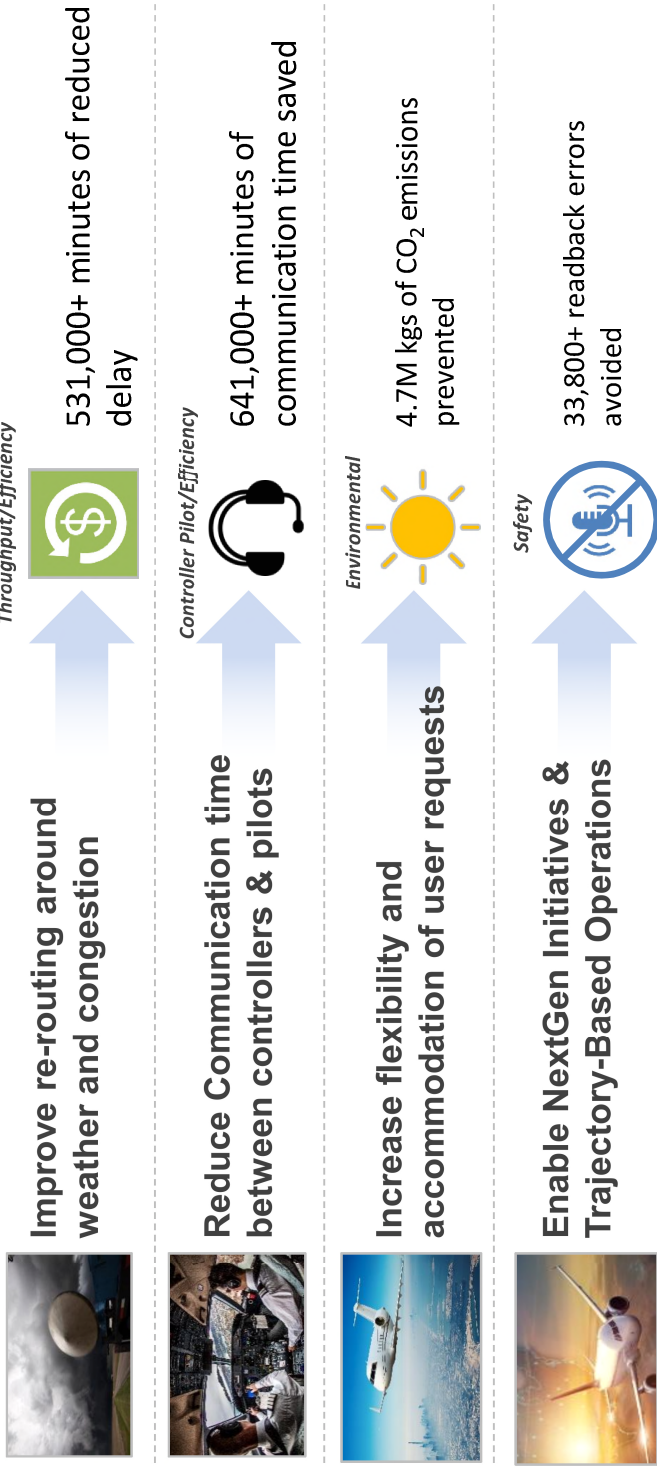 Improve re-routing around
weather and congestion
Throughput/Efficiency
531,000+ minutes of reduced
delay
Reduce Communication time
between controllers & pilots
Controller Pilot/Efficiency
641,000+ minutes of
communication time saved
Increase flexibility and
accommodation of user requests
Environmental
4.7M kgs of CO₂ emissions
prevented
Enable NextGen Initiatives &
Trajectory-Based Operations
Safety
33,800+ readback errors
avoided